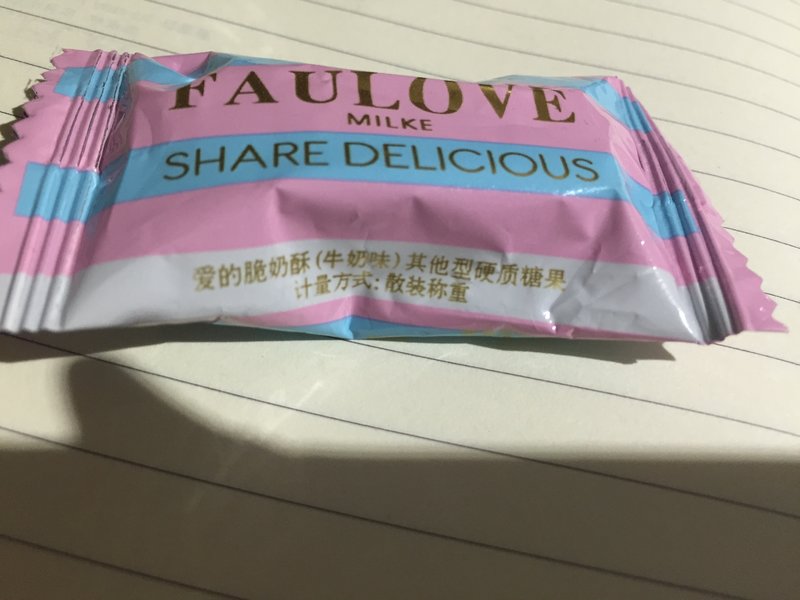 FAULOVE
MILKE
SHARE DELICIOUS
爱的脆奶酥(牛奶味)其他型硬质糖果
计量方式:散装称重